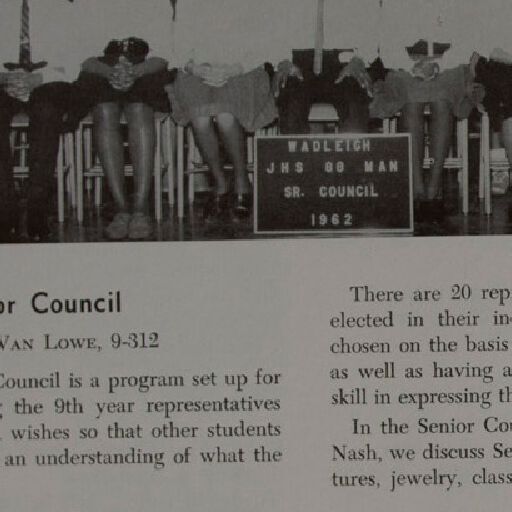 WADLEIGH
JHS 88 MAN
SR. COUNCIL
1962
or Council
VAN LOWE, 9-312
Council is a program set up for
the 9th year representatives
wishes so that other students
an understanding of what the
There are 20 rep
elected in their in
chosen on the basis
as well as having a
skill in expressing th
In the Senior Cou
Nash, we discuss Se
tures, jewelry, class